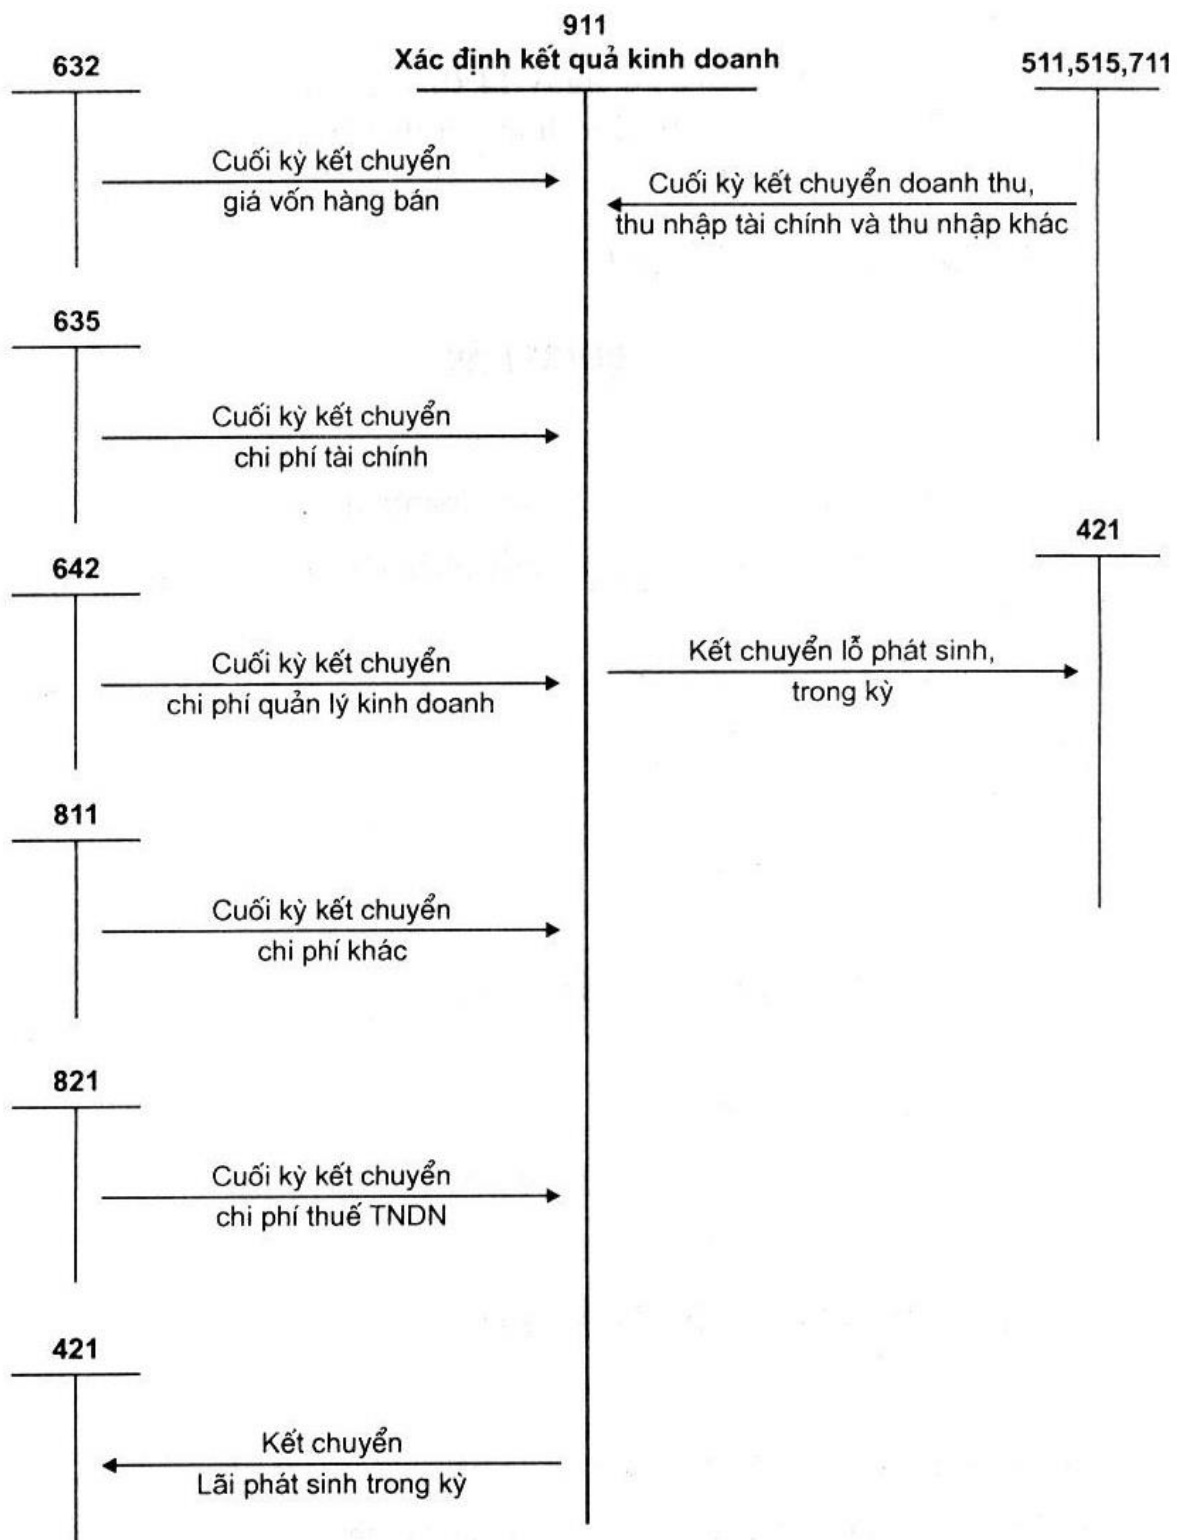 911
Xác định kết quả kinh doanh
632
511,515,711
Cuối kỳ kết chuyển
giá vốn hàng bán
Cuối kỳ kết chuyển doanh thu,
thu nhập tài chính và thu nhập khác
635
Cuối kỳ kết chuyển
chi phí tài chính
421
642
Cuối kỳ kết chuyển
chi phí quản lý kinh doanh
Kết chuyển lỗ phát sinh,
trong kỳ
811
Cuối kỳ kết chuyển
chi phí khác
821
Cuối kỳ kết chuyển
chi phí thuế TNDN
421
Kết chuyển
Lãi phát sinh trong kỳ